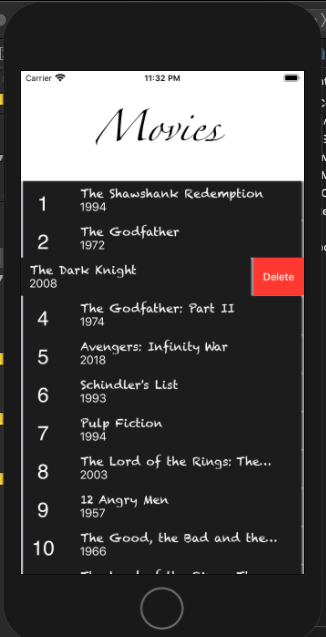 Carrier 11:32 PM
Movies
1 The Shawshank Redemption
1994
2 The Godfather
1972
The Dark Knight
2008 Delete
4 The Godfather: Part II
1974
5 Avengers: Infinity War
2018
6 Schindler's List
1993
7 Pulp Fiction
1994
8 The Lord of the Rings: The...
2003
9 12 Angry Men
1957
10 The Good, the Bad and the...
1966